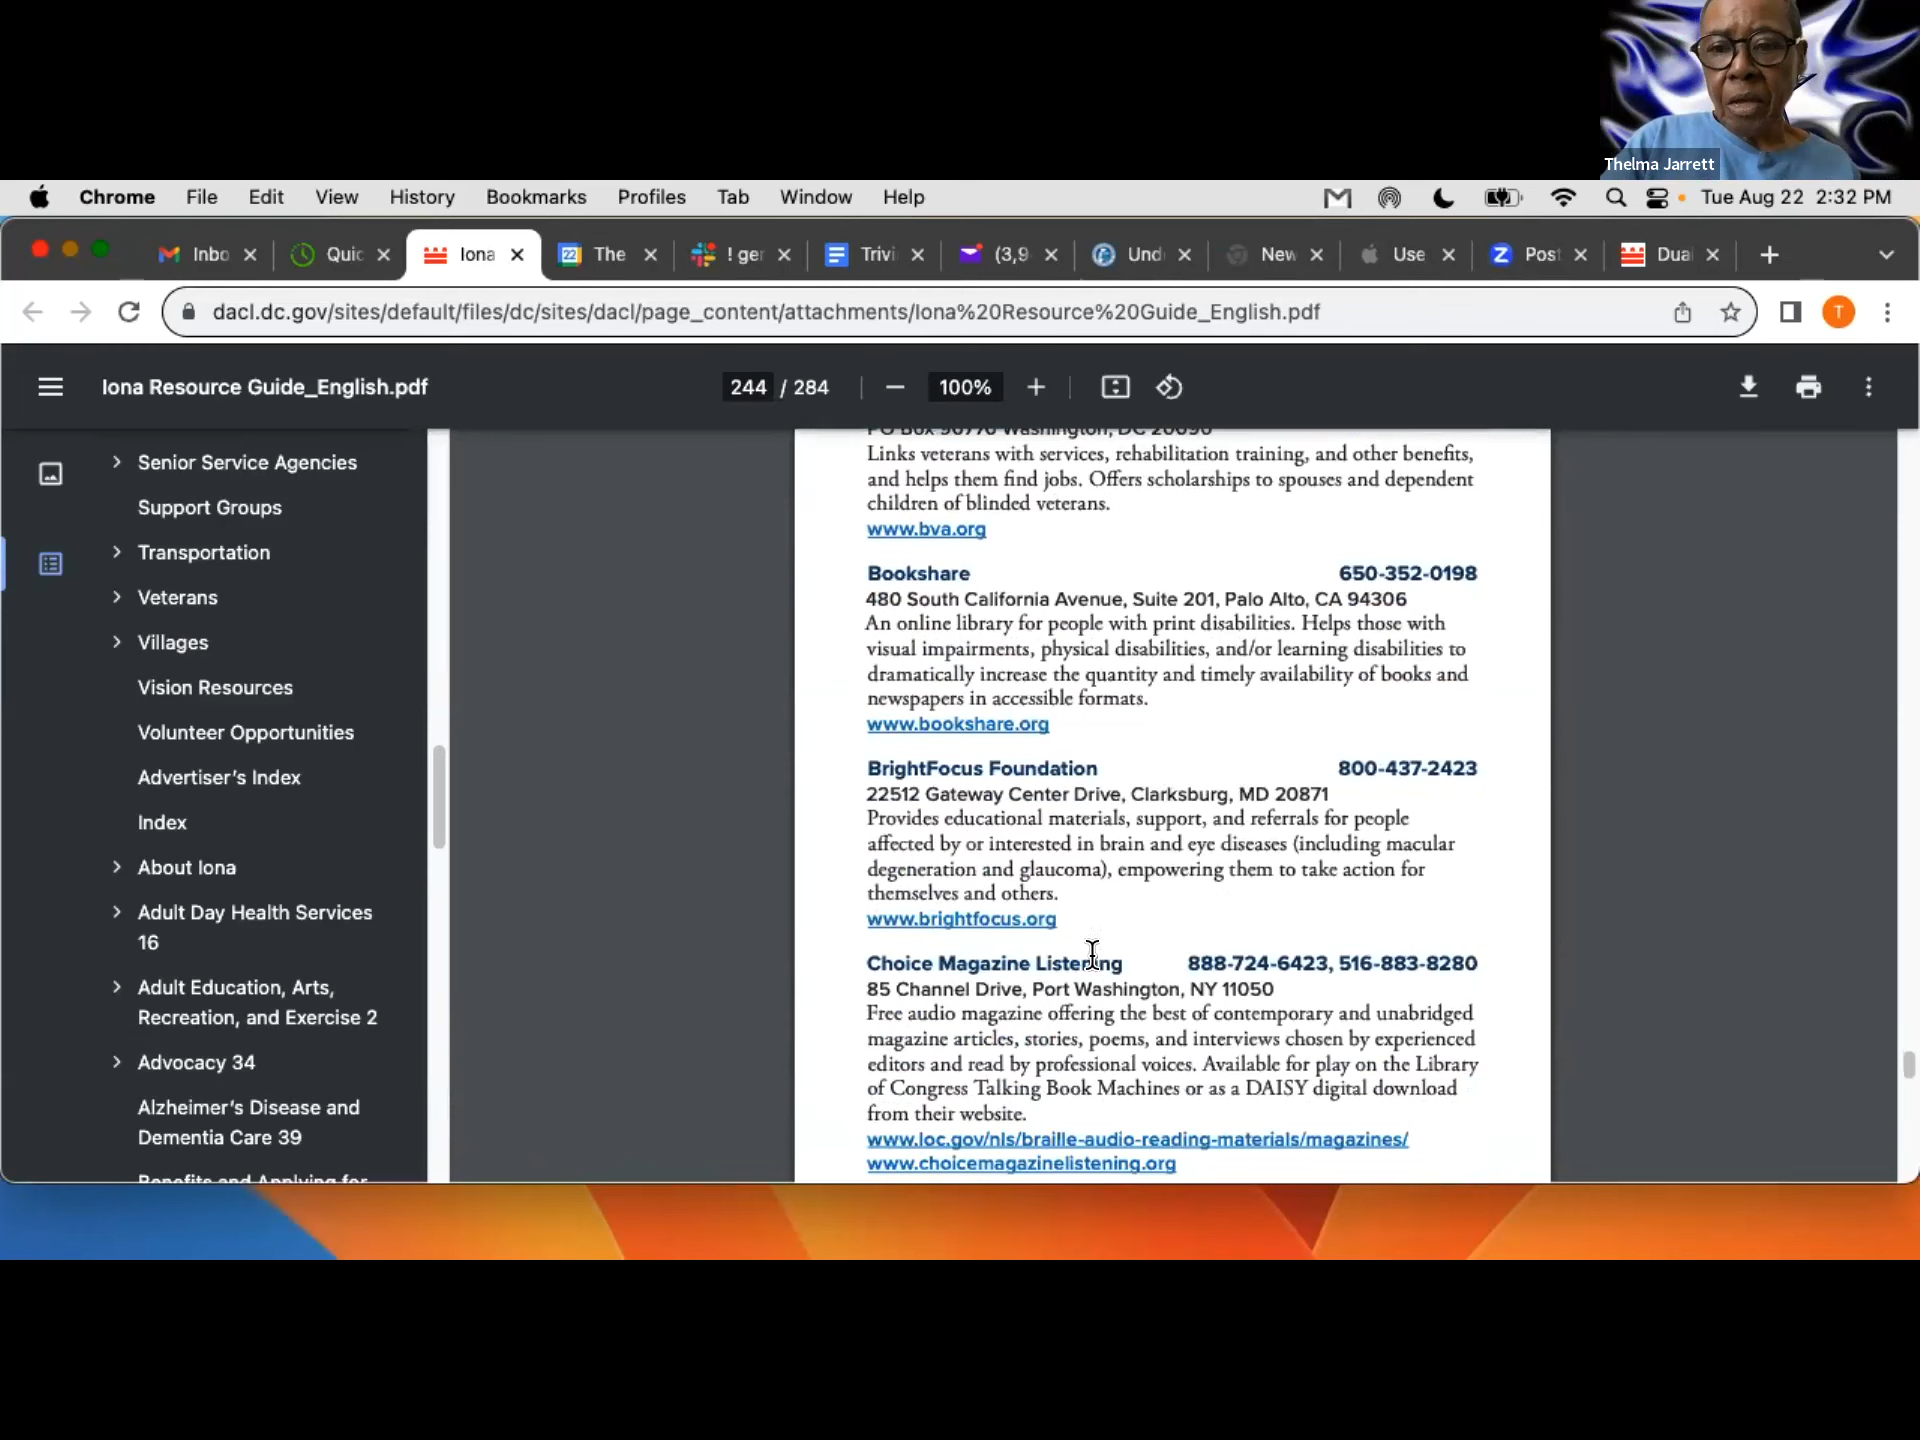 Thelma Jarrett
Chrome File Edit View History Bookmarks Profiles Tab Window Help Tue Aug 22 2:32 PM
Inbo Quic Iona 22 The ! ger Trivi (3,9 Und New Use Z Post Dua
dacl.dc.gov/sites/default/files/dc/sites/dacl/page_content/attachments/Iona%20Resource%20Guide_English.pdf T
Iona Resource Guide_English.pdf 244 / 284 100%
Senior Service Agencies
Support Groups
Transportation
Veterans
Villages
Vision Resources
Volunteer Opportunities
Advertiser's Index
Index
About Iona
Adult Day Health Services
16
Adult Education, Arts,
Recreation, and Exercise 2
Advocacy 34
Alzheimer's Disease and
Dementia Care 39
Benefits and Applying for
PO Box 90770 Washington, DC 20090
Links veterans with services, rehabilitation training, and other benefits,
and helps them find jobs. Offers scholarships to spouses and dependent
children of blinded veterans.
www.bva.org
Bookshare 650-352-0198
480 South California Avenue, Suite 201, Palo Alto, CA 94306
An online library for people with print disabilities. Helps those with
visual impairments, physical disabilities, and/or learning disabilities to
dramatically increase the quantity and timely availability of books and
newspapers in accessible formats.
www.bookshare.org
BrightFocus Foundation 800-437-2423
22512 Gateway Center Drive, Clarksburg, MD 20871
Provides educational materials, support, and referrals for people
affected by or interested in brain and eye diseases (including macular
degeneration and glaucoma), empowering them to take action for
themselves and others.
www.brightfocus.org
Choice Magazine Listening 888-724-6423, 516-883-8280
85 Channel Drive, Port Washington, NY 11050
Free audio magazine offering the best of contemporary and unabridged
magazine articles, stories, poems, and interviews chosen by experienced
editors and read by professional voices. Available for play on the Library
of Congress Talking Book Machines or as a DAISY digital download
from their website.
www.loc.gov/nls/braille-audio-reading-materials/magazines/
www.choicemagazinelistening.org